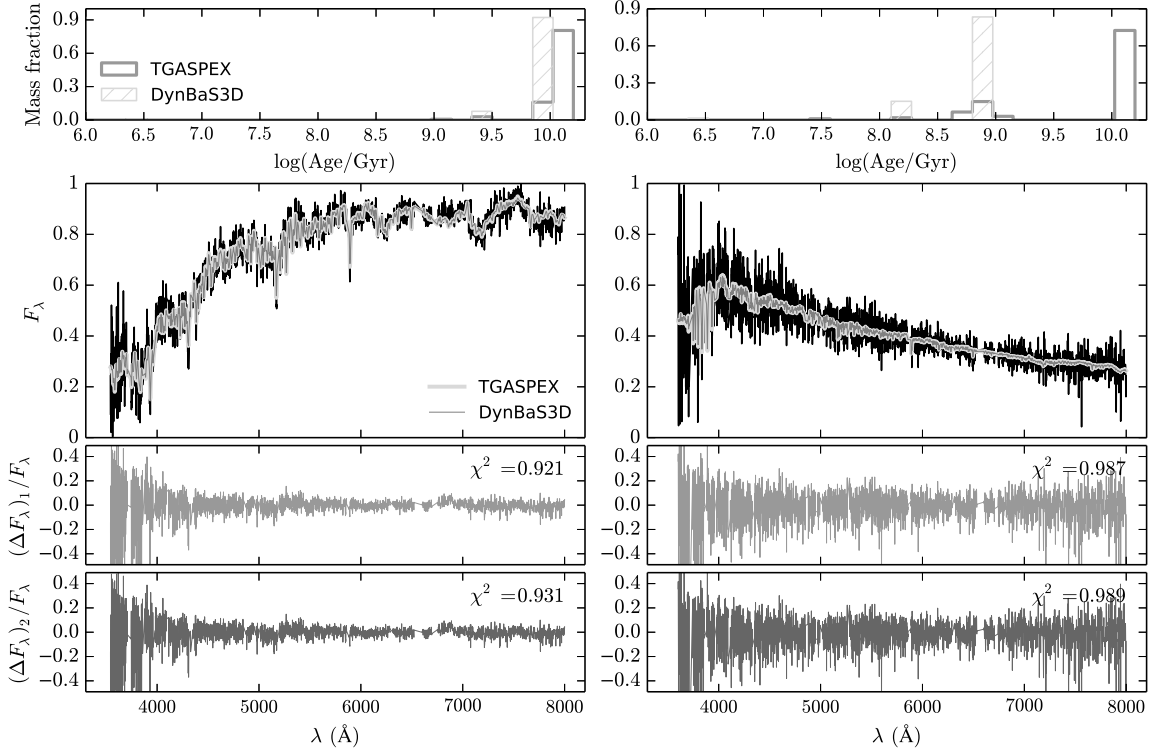 0.9 0.9
Mass fraction 0.6 0.6
TGASPEX
0.3 DynBaS3D 0.3
0.0 0.0
6.0 6.5 7.0 7.5 8.0 8.5 9.0 9.5 10.0 6.0 6.5 7.0 7.5 8.0 8.5 9.0 9.5 10.0
log(Age/Gyr) log(Age/Gyr)
1 1
0.8 0.8
0.6 0.6
F_λ
0.4 0.4
TGASPEX
0.2 0.2
DynBaS3D
0 0
0.4 χ² =0.921 0.4 χ² =0.987
0.2 0.2
(ΔF_λ)₁/F_λ 0.0 0.0
−0.2 −0.2
−0.4 −0.4
0.4 χ² =0.931 0.4 χ² =0.989
0.2 0.2
(ΔF_λ)₂/F_λ 0.0 0.0
−0.2 −0.2
−0.4 −0.4
4000 5000 6000 7000 8000 4000 5000 6000 7000 8000
λ (Å) λ (Å)